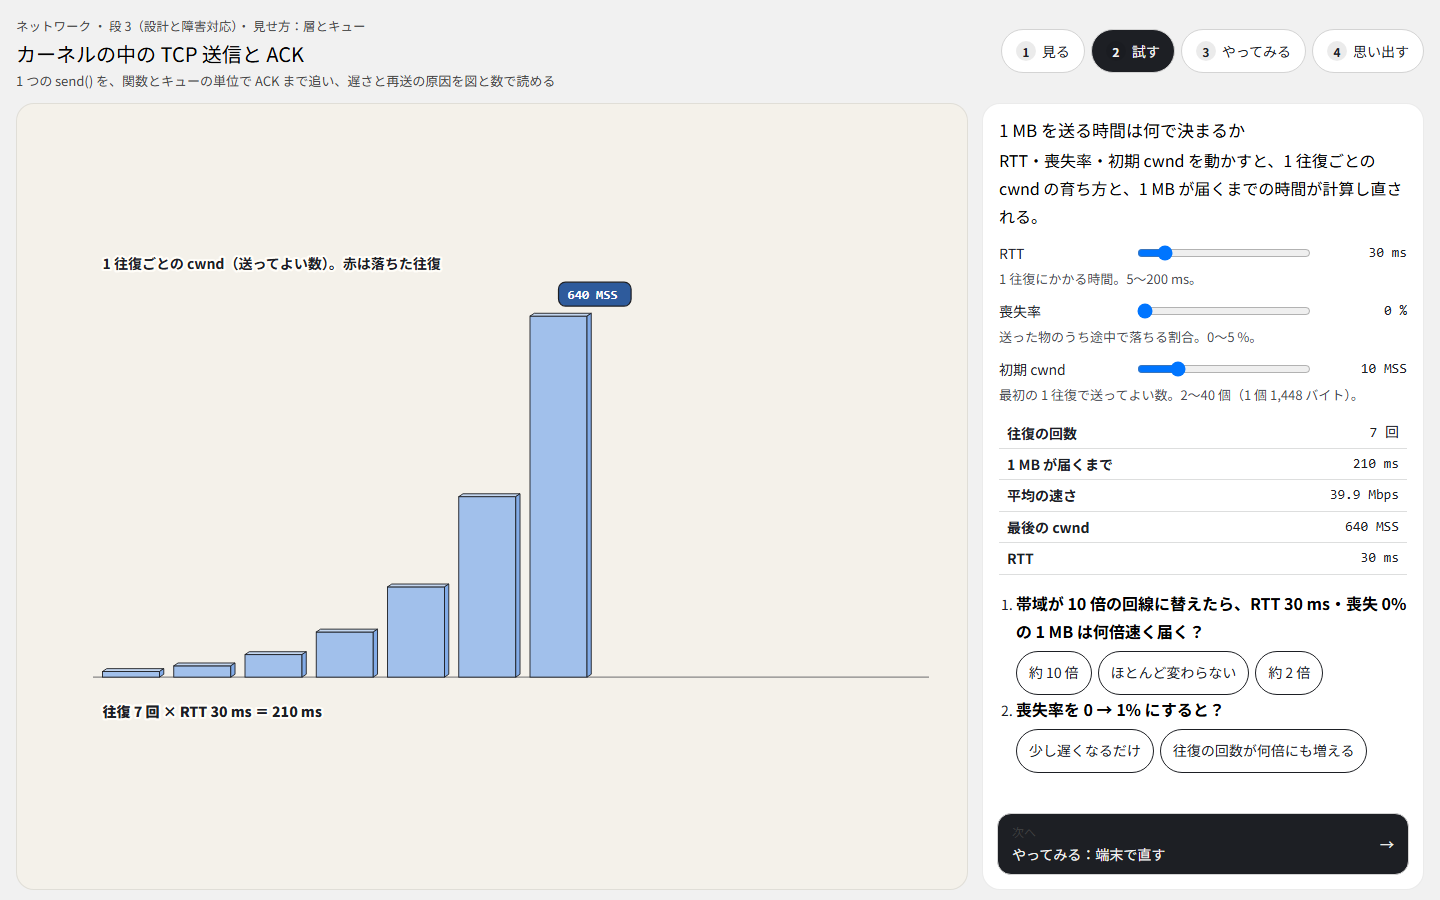 ネットワーク ・ 段 3（設計と障害対応）・ 見せ方：層とキュー
カーネルの中の TCP 送信と ACK
1 つの send() を、関数とキューの単位で ACK まで追い、遅さと再送の原因を図と数で読める
1 見る
2 試す
3 やってみる
4 思い出す
1 往復ごとの cwnd（送ってよい数）。赤は落ちた往復
640 MSS
往復 7 回 × RTT 30 ms ＝ 210 ms
1 MB を送る時間は何で決まるか
RTT・喪失率・初期 cwnd を動かすと、1 往復ごとの
cwnd の育ち方と、1 MB が届くまでの時間が計算し直さ
れる。
RTT 30 ms
1 往復にかかる時間。5〜200 ms。
喪失率 0 %
送った物のうち途中で落ちる割合。0〜5 %。
初期 cwnd 10 MSS
最初の 1 往復で送ってよい数。2〜40 個（1 個 1,448 バイト）。
往復の回数 7 回
1 MB が届くまで 210 ms
平均の速さ 39.9 Mbps
最後の cwnd 640 MSS
RTT 30 ms
1. 帯域が 10 倍の回線に替えたら、RTT 30 ms・喪失 0%
の 1 MB は何倍速く届く？
約 10 倍 ほとんど変わらない 約 2 倍
2. 喪失率を 0 → 1% にすると？
少し遅くなるだけ 往復の回数が何倍にも増える
次へ
やってみる：端末で直す →